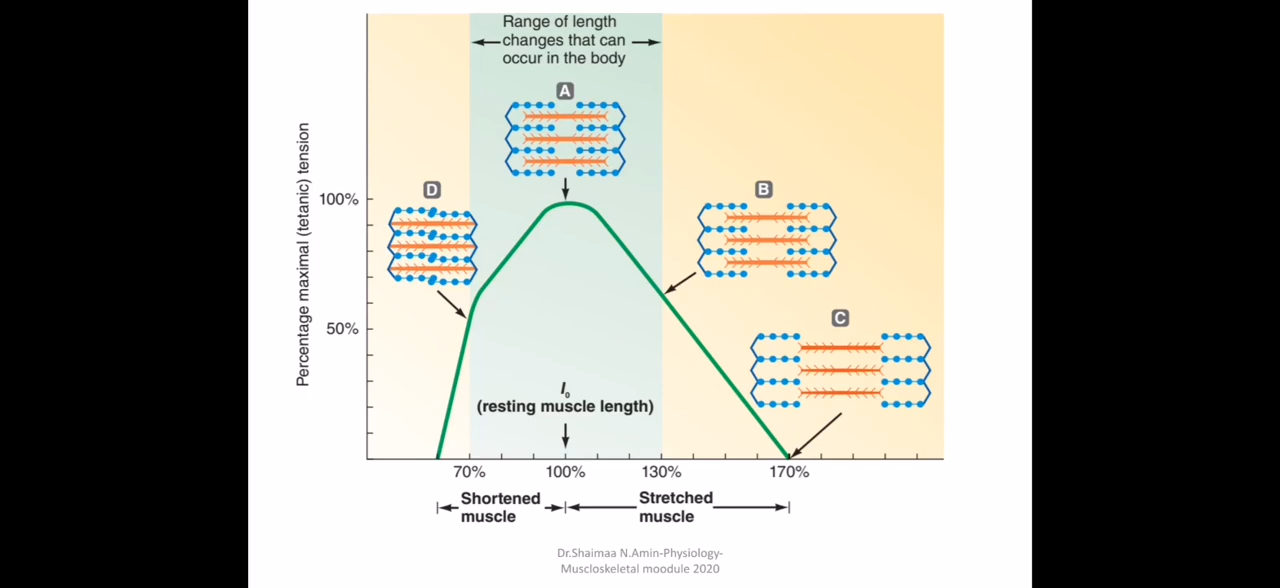 Range of length
changes that can
occur in the body
A
D
B
C
Percentage maximal (tetanic) tension
100%
50%
l₀
(resting muscle length)
70%
100%
130%
170%
Shortened
muscle
Stretched
muscle
Dr.Shaimaa N.Amin-Physiology-
Muscloskeletal moodule 2020